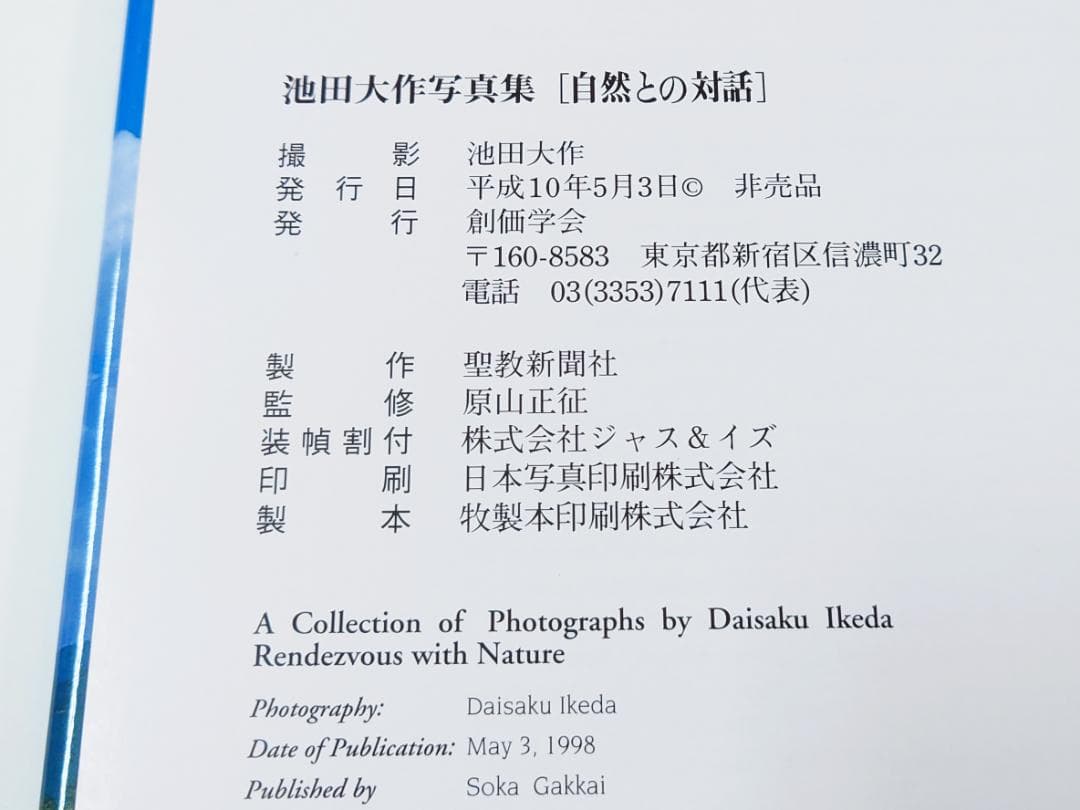 池田大作写真集 [自然との対話]
撮影 池田大作
発行日 平成10年5月3日© 非売品
発行 創価学会
〒160-8583 東京都新宿区信濃町32
電話 03(3353)7111(代表)
製作 聖教新聞社
監修 原山正征
装幀割付 株式会社ジャス&イズ
印刷 日本写真印刷株式会社
製本 牧製本印刷株式会社
A Collection of Photographs by Daisaku Ikeda
Rendezvous with Nature
Photography: Daisaku Ikeda
Date of Publication: May 3, 1998
Published by Soka Gakkai